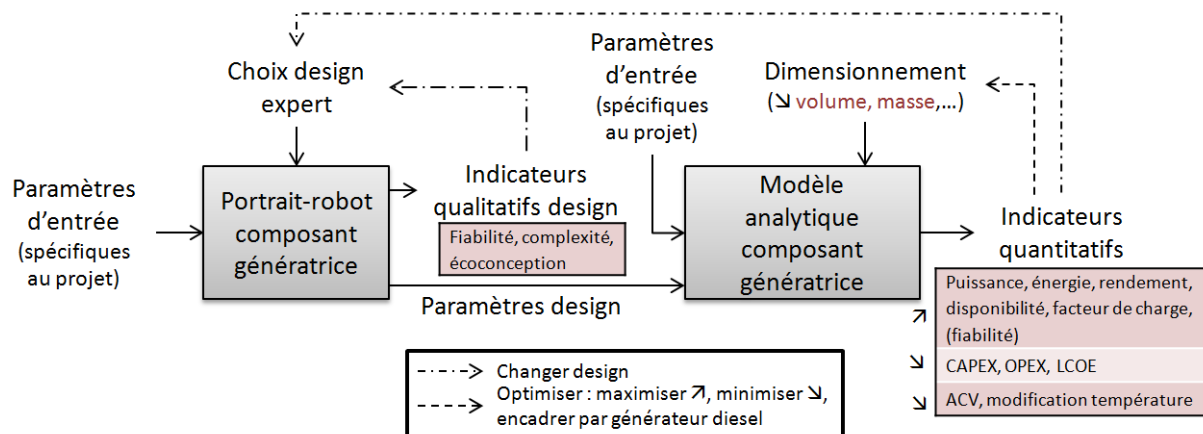 Choix design
expert
Paramètres
d'entrée
(spécifiques
au projet)
Dimensionnement
(↘ volume, masse,...)
Paramètres
d'entrée
(spécifiques
au projet)
Portrait-robot
composant
génératrice
Indicateurs
qualitatifs design
Fiabilité, complexité,
écoconception
Paramètres design
Modèle
analytique
composant
génératrice
Indicateurs
quantitatifs
↗ Puissance, énergie, rendement,
disponibilité, facteur de charge,
(fiabilité)
↘ CAPEX, OPEX, LCOE
↘ ACV, modification température
Changer design
Optimiser : maximiser ↗, minimiser ↘,
encadrer par générateur diesel